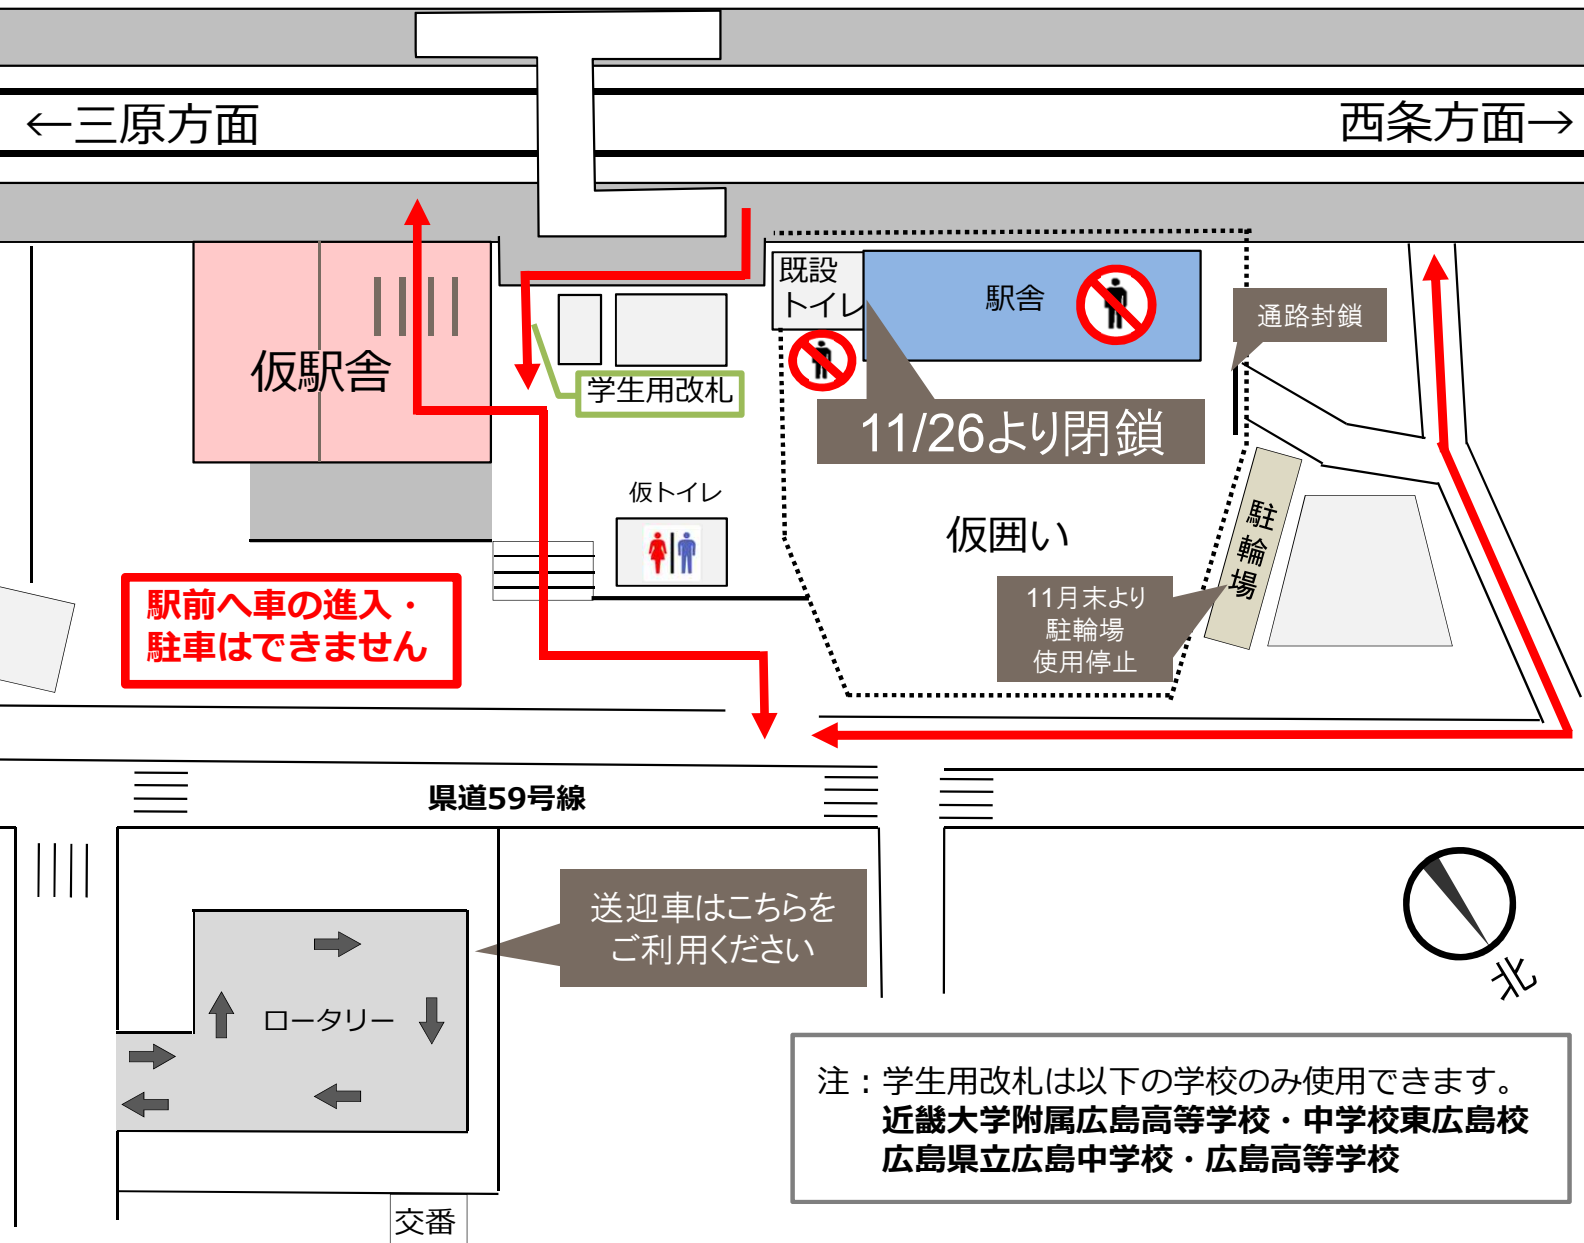 ←三原方面
西条方面→
既設
トイレ
駅舎
通路封鎖
仮駅舎
学生用改札
11/26より閉鎖
仮トイレ
仮囲い
駐輪場
11月末より
駐輪場
使用停止
駅前へ車の進入・
駐車はできません
県道59号線
送迎車はこちらを
ご利用ください
ロータリー
北
注：学生用改札は以下の学校のみ使用できます。
近畿大学附属広島高等学校・中学校東広島校
広島県立広島中学校・広島高等学校
交番